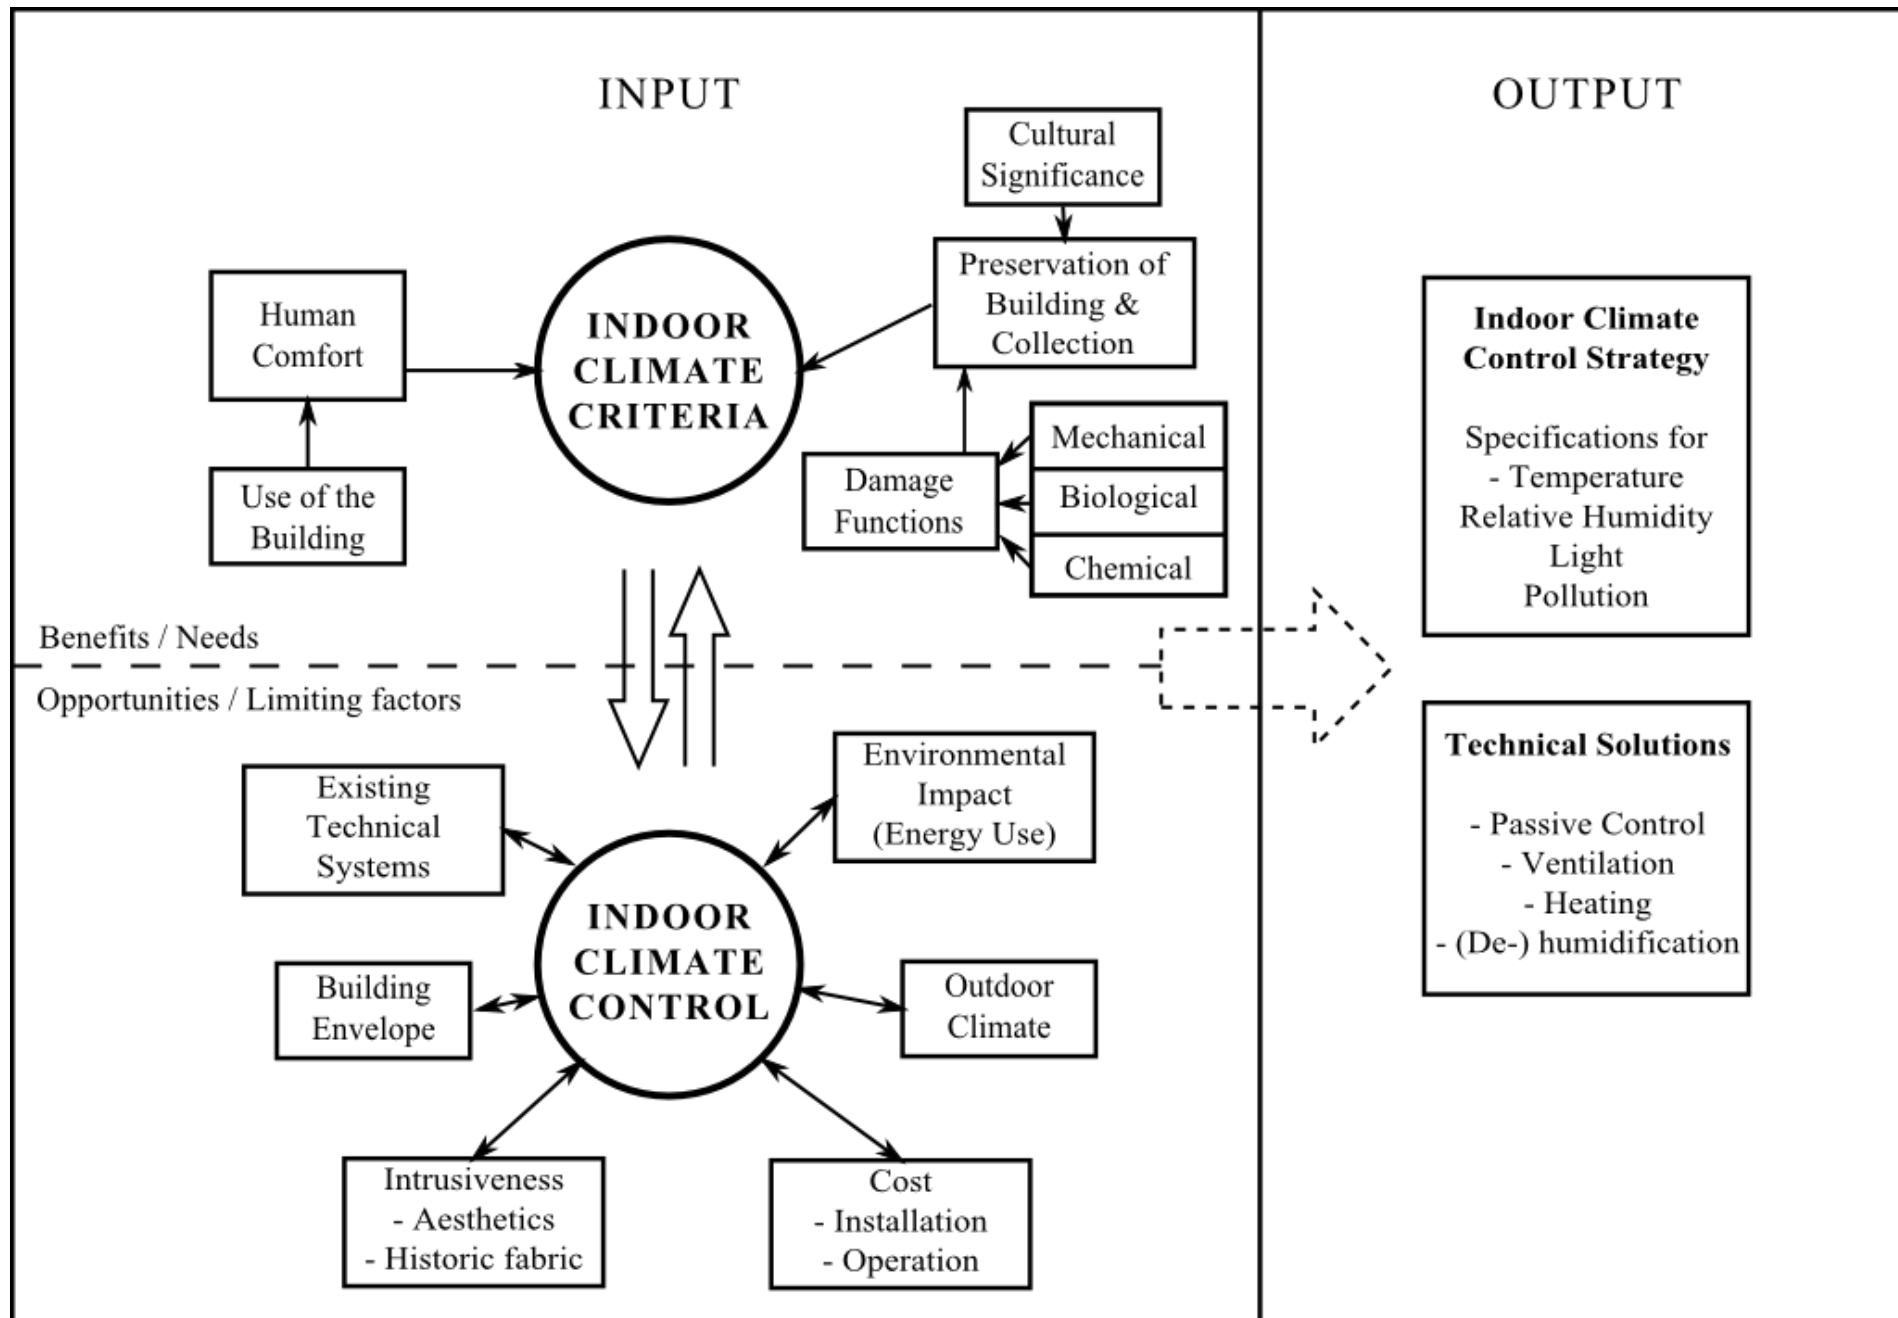 INPUT
OUTPUT
Cultural
Significance
Preservation of
Building &
Collection
Human
Comfort
Use of the
Building
INDOOR
CLIMATE
CRITERIA
Damage
Functions
Mechanical
Biological
Chemical
Benefits / Needs
Opportunities / Limiting factors
Existing
Technical
Systems
Environmental
Impact
(Energy Use)
INDOOR
CLIMATE
CONTROL
Building
Envelope
Outdoor
Climate
Intrusiveness
- Aesthetics
- Historic fabric
Cost
- Installation
- Operation
Indoor Climate
Control Strategy
Specifications for
- Temperature
Relative Humidity
Light
Pollution
Technical Solutions
- Passive Control
- Ventilation
- Heating
- (De-) humidification